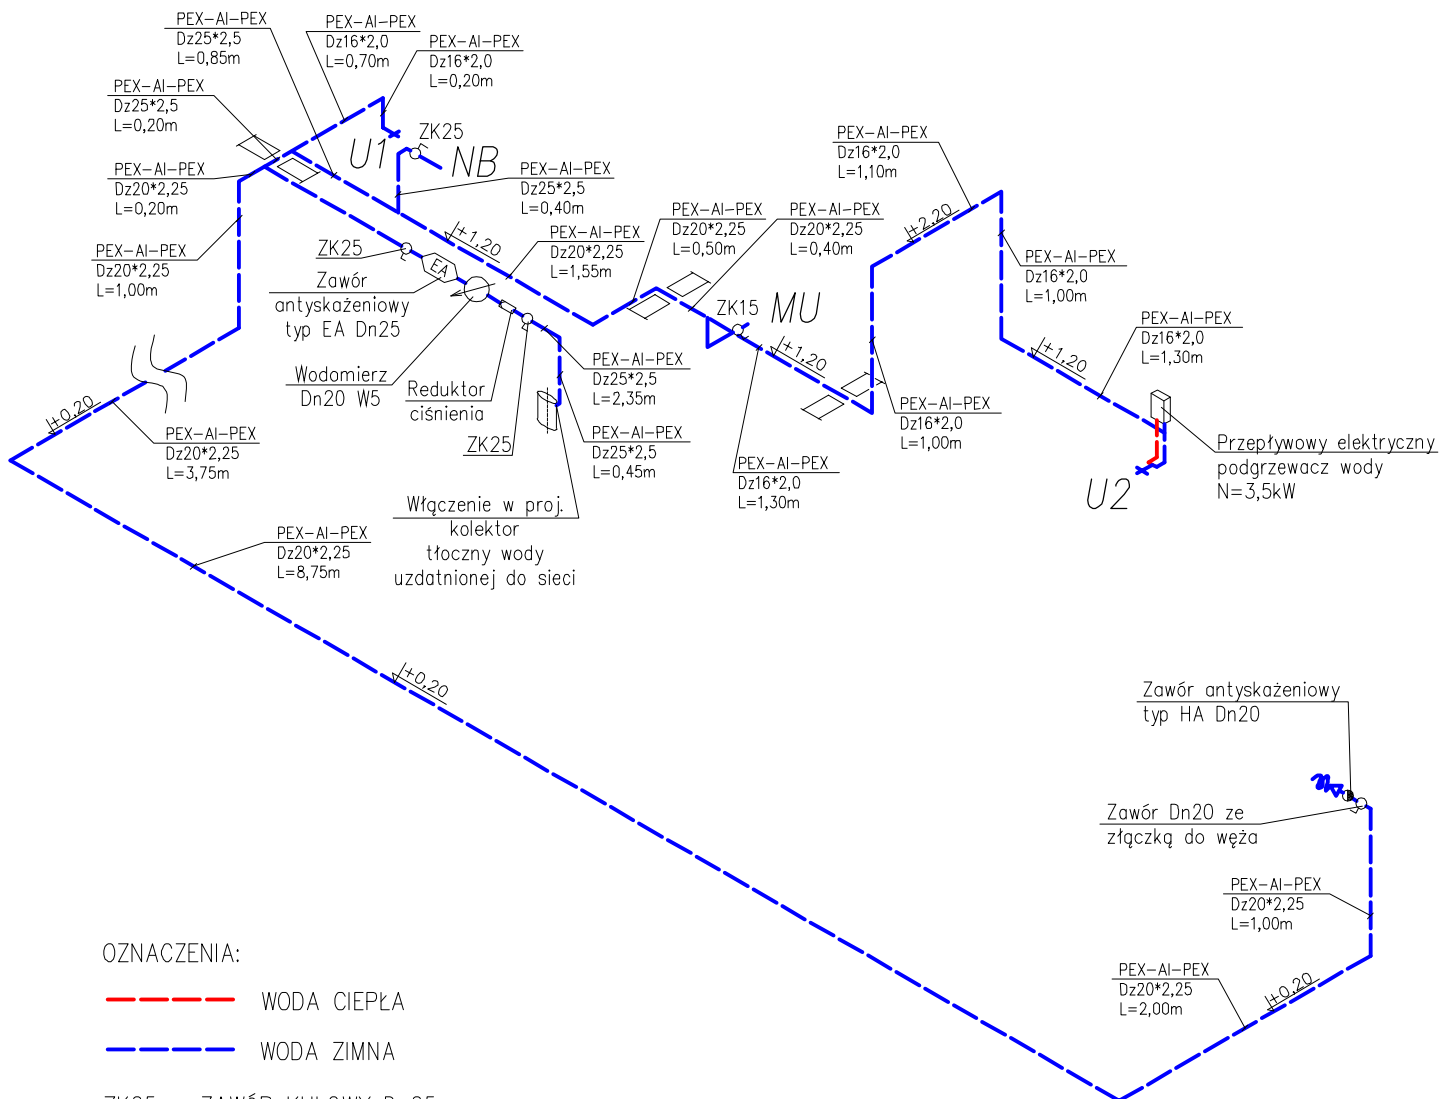 PEX-Al-PEX
Dz25*2,5
L=0,85m
PEX-Al-PEX
Dz16*2,0
L=0,70m
PEX-Al-PEX
Dz16*2,0
L=0,20m
PEX-Al-PEX
Dz25*2,5
L=0,20m
PEX-Al-PEX
Dz20*2,25
L=0,20m
PEX-Al-PEX
Dz20*2,25
L=1,00m
U1
ZK25
NB
PEX-Al-PEX
Dz25*2,5
L=0,40m
+1,20
PEX-Al-PEX
Dz20*2,25
L=1,55m
PEX-Al-PEX
Dz20*2,25
L=0,50m
PEX-Al-PEX
Dz20*2,25
L=0,40m
PEX-Al-PEX
Dz16*2,0
L=1,10m
+2,20
PEX-Al-PEX
Dz16*2,0
L=1,00m
PEX-Al-PEX
Dz16*2,0
L=1,30m
+1,20
ZK25
EA
Zawór
antyskażeniowy
typ EA Dn25
Wodomierz
Dn20 W5
Reduktor
ciśnienia
ZK25
ZK15
MU
+1,20
PEX-Al-PEX
Dz25*2,5
L=2,35m
PEX-Al-PEX
Dz25*2,5
L=0,45m
PEX-Al-PEX
Dz16*2,0
L=1,00m
PEX-Al-PEX
Dz16*2,0
L=1,30m
Przepływowy elektryczny
podgrzewacz wody
N=3,5kW
U2
+0,20
PEX-Al-PEX
Dz20*2,25
L=3,75m
Włączenie w proj.
kolektor
tłoczny wody
uzdatnionej do sieci
PEX-Al-PEX
Dz20*2,25
L=8,75m
+0,20
Zawór antyskażeniowy
typ HA Dn20
Zawór Dn20 ze
złączką do węża
PEX-Al-PEX
Dz20*2,25
L=1,00m
PEX-Al-PEX
Dz20*2,25
L=2,00m
+0,20
OZNACZENIA:
WODA CIEPŁA
WODA ZIMNA